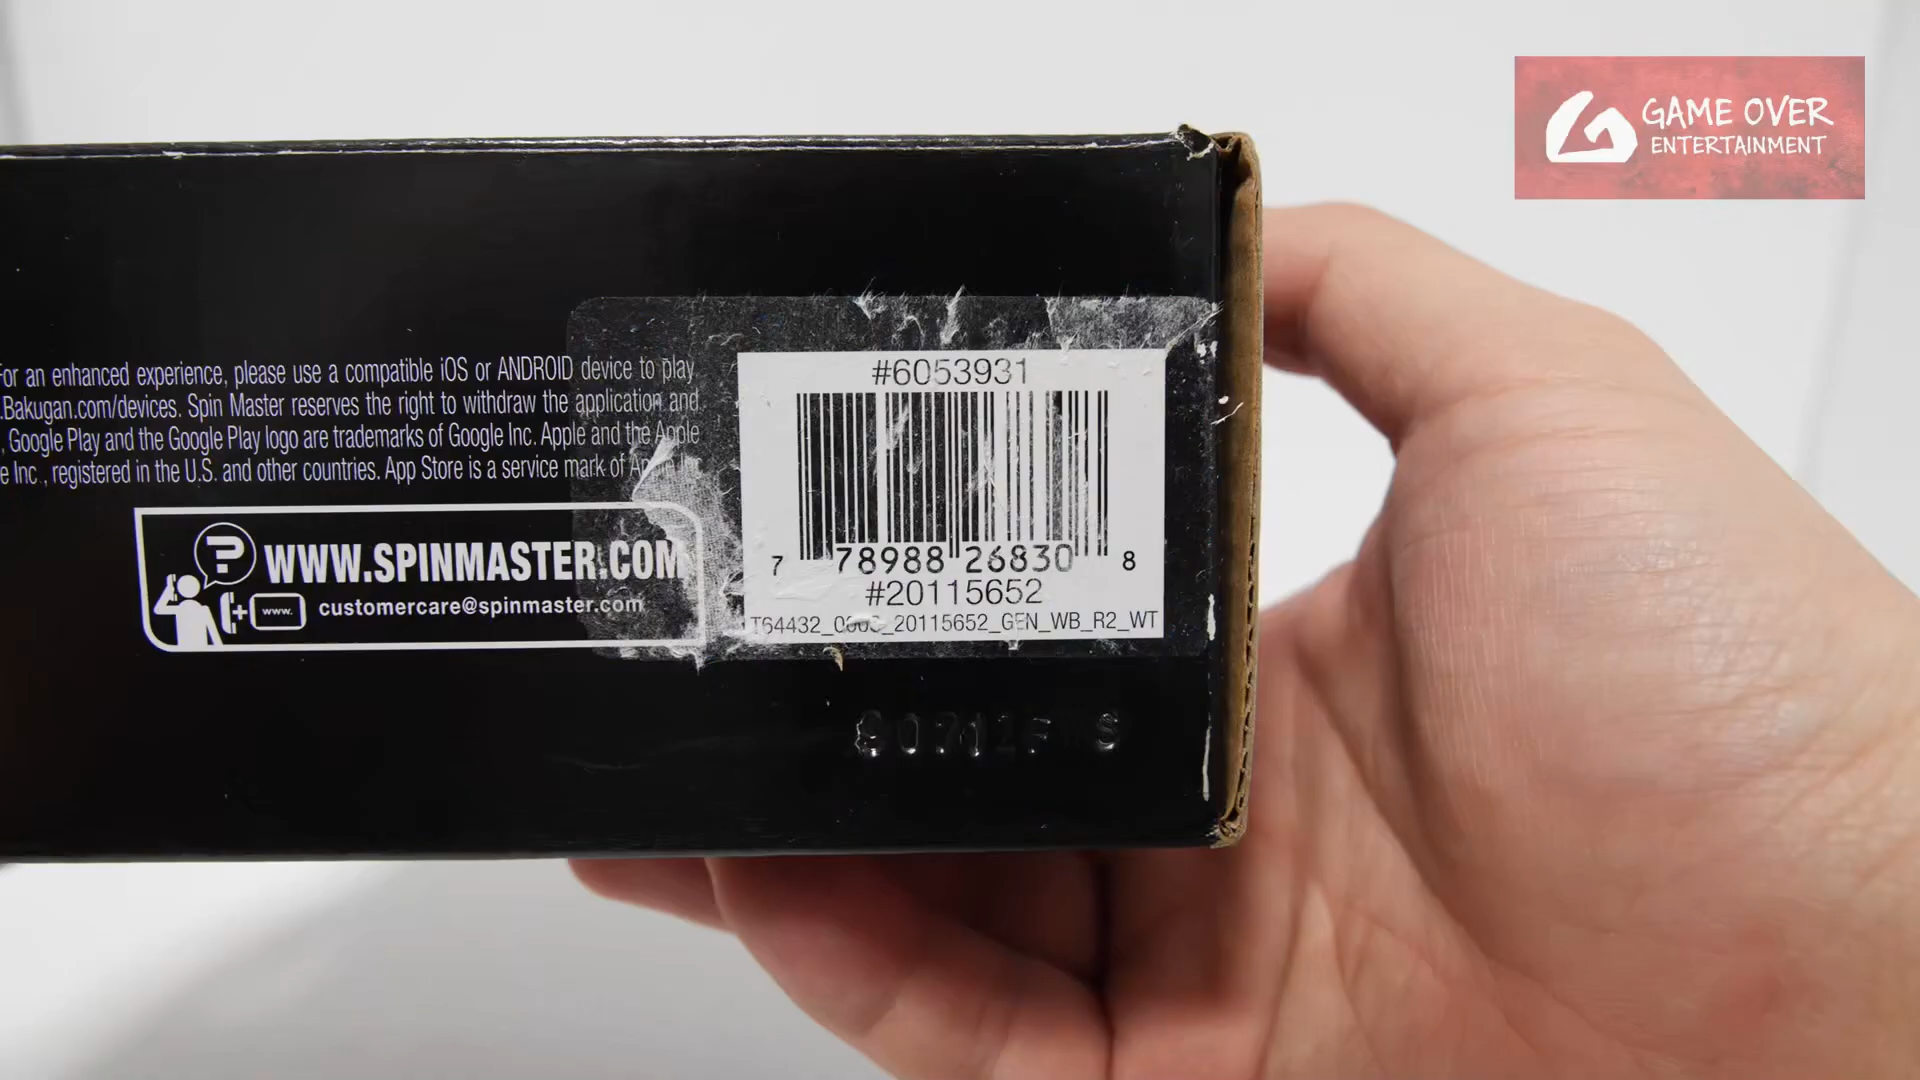 GAME OVER
ENTERTAINMENT
For an enhanced experience, please use a compatible iOS or ANDROID device to play.
.Bakugan.com/devices. Spin Master reserves the right to withdraw the application and
, Google Play and the Google Play logo are trademarks of Google Inc. Apple and the Apple
e Inc., registered in the U.S. and other countries. App Store is a service mark of
?
WWW.SPINMASTER.COM
+ www. customercare@spinmaster.com
#6053931
7 78988 26830 8
#20115652